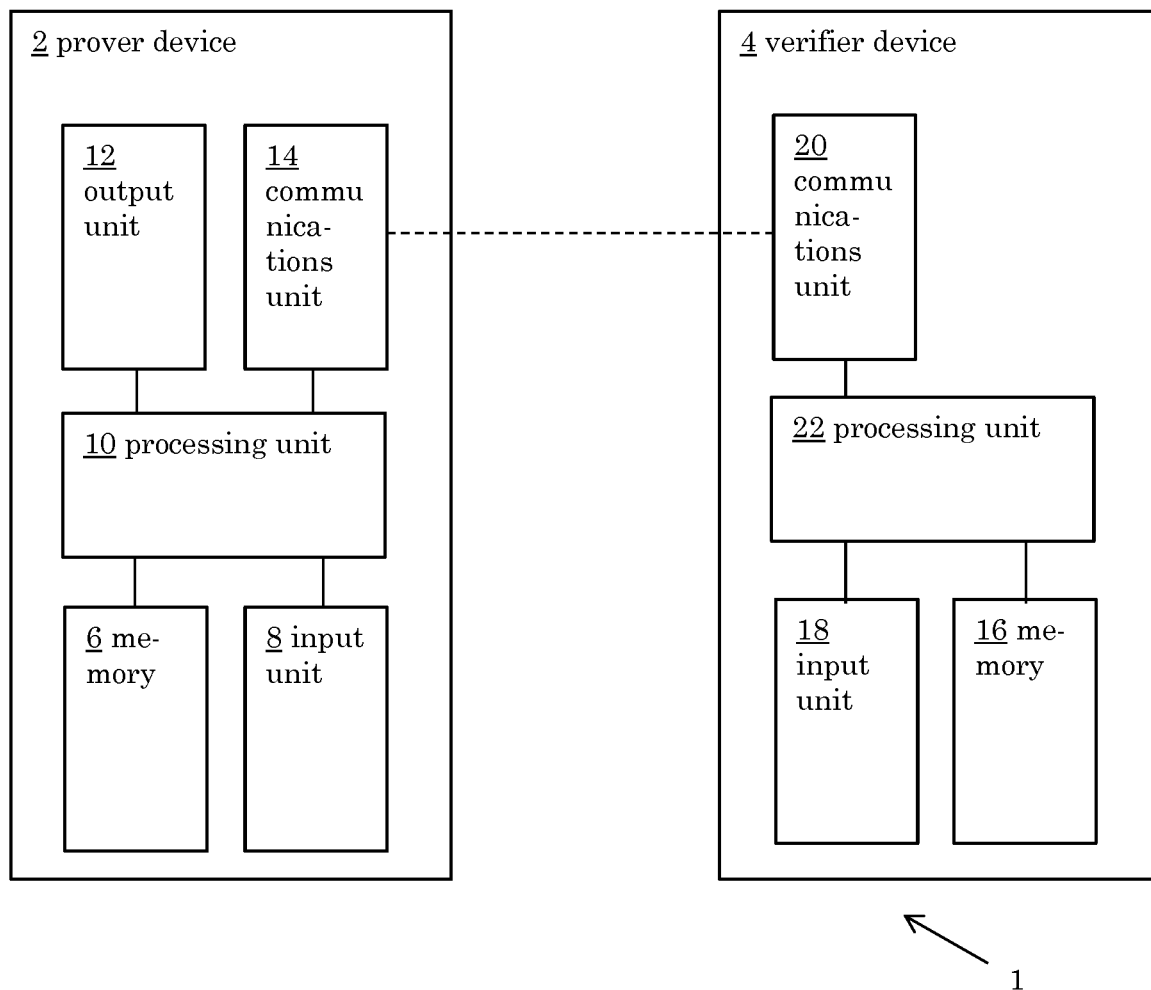 2 prover device
12
output
unit
14
commu
nica-
tions
unit
10 processing unit
6 me-
mory
8 input
unit
4 verifier device
20
commu
nica-
tions
unit
22 processing unit
18
input
unit
16 me-
mory
1